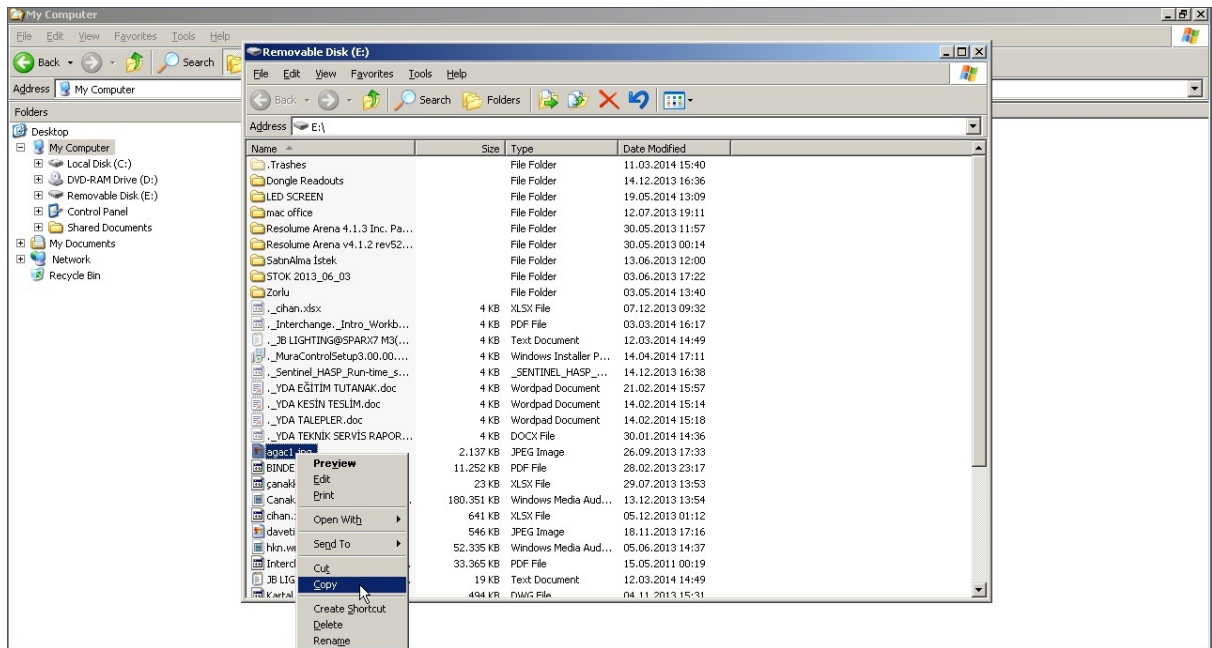 My Computer
File Edit View Favorites Tools Help
Back Search
Address My Computer
Folders
Desktop
My Computer
Local Disk (C:)
DVD-RAM Drive (D:)
Removable Disk (E:)
Control Panel
Shared Documents
My Documents
Network
Recycle Bin
Removable Disk (E:)
File Edit View Favorites Tools Help
Back Search Folders
Address E:\
Name Size Type Date Modified
.Trashes File Folder 11.03.2014 15:40
Dongle Readouts File Folder 14.12.2013 16:36
LED SCREEN File Folder 19.05.2014 13:09
mac office File Folder 12.07.2013 19:11
Resolume Arena 4.1.3 Inc. Pa... File Folder 30.05.2013 11:57
Resolume Arena v4.1.2 rev52... File Folder 30.05.2013 00:14
SatınAlma İstek File Folder 13.06.2013 12:00
STOK 2013_06_03 File Folder 03.06.2013 17:22
Zorlu File Folder 03.05.2014 13:40
._cihan.xlsx 4 KB XLSX File 07.12.2013 09:32
._Interchange._Intro_Workb... 4 KB PDF File 03.03.2014 16:17
._JB LIGHTING@SPARX7 M3(... 4 KB Text Document 12.03.2014 14:49
._MuraControlSetup3.00.00.... 4 KB Windows Installer P... 14.04.2014 17:11
._Sentinel_HASP_Run-time_s... 4 KB _SENTINEL_HASP_... 14.12.2013 16:38
._YDA EĞİTİM TUTANAK.doc 4 KB Wordpad Document 21.02.2014 15:57
._YDA KESİN TESLİM.doc 4 KB Wordpad Document 14.02.2014 15:14
._YDA TALEPLER.doc 4 KB Wordpad Document 14.02.2014 15:18
._YDA TEKNİK SERVİS RAPOR... 4 KB DOCX File 30.01.2014 14:36
agac1.jpg 2.137 KB JPEG Image 26.09.2013 17:33
BINDE 11.252 KB PDF File 28.02.2013 23:17
çanakl 23 KB XLSX File 29.07.2013 13:53
Canak 180.351 KB Windows Media Aud... 13.12.2013 13:54
cihan. 641 KB XLSX File 05.12.2013 01:12
daveti 546 KB JPEG Image 18.11.2013 17:16
hkn.w 52.335 KB Windows Media Aud... 05.06.2013 14:37
Interc 33.365 KB PDF File 15.05.2011 00:19
JB LIG 19 KB Text Document 12.03.2014 14:49
Kartal 494 KB DWG File 04.11.2013 15:31
Preview
Edit
Print
Open With
Send To
Cut
Copy
Create Shortcut
Delete
Rename